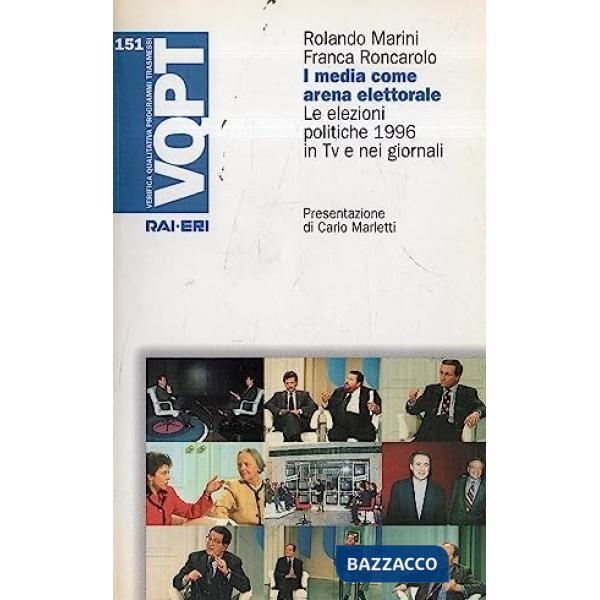 151
VERIFICA QUALITATIVA PROGRAMMI TRASMESSI
VQPT
RAI-ERI
Rolando Marini
Franca Roncarolo
I media come
arena elettorale
Le elezioni
politiche 1996
in Tv e nei giornali
Presentazione
di Carlo Marletti
BAZZACCO